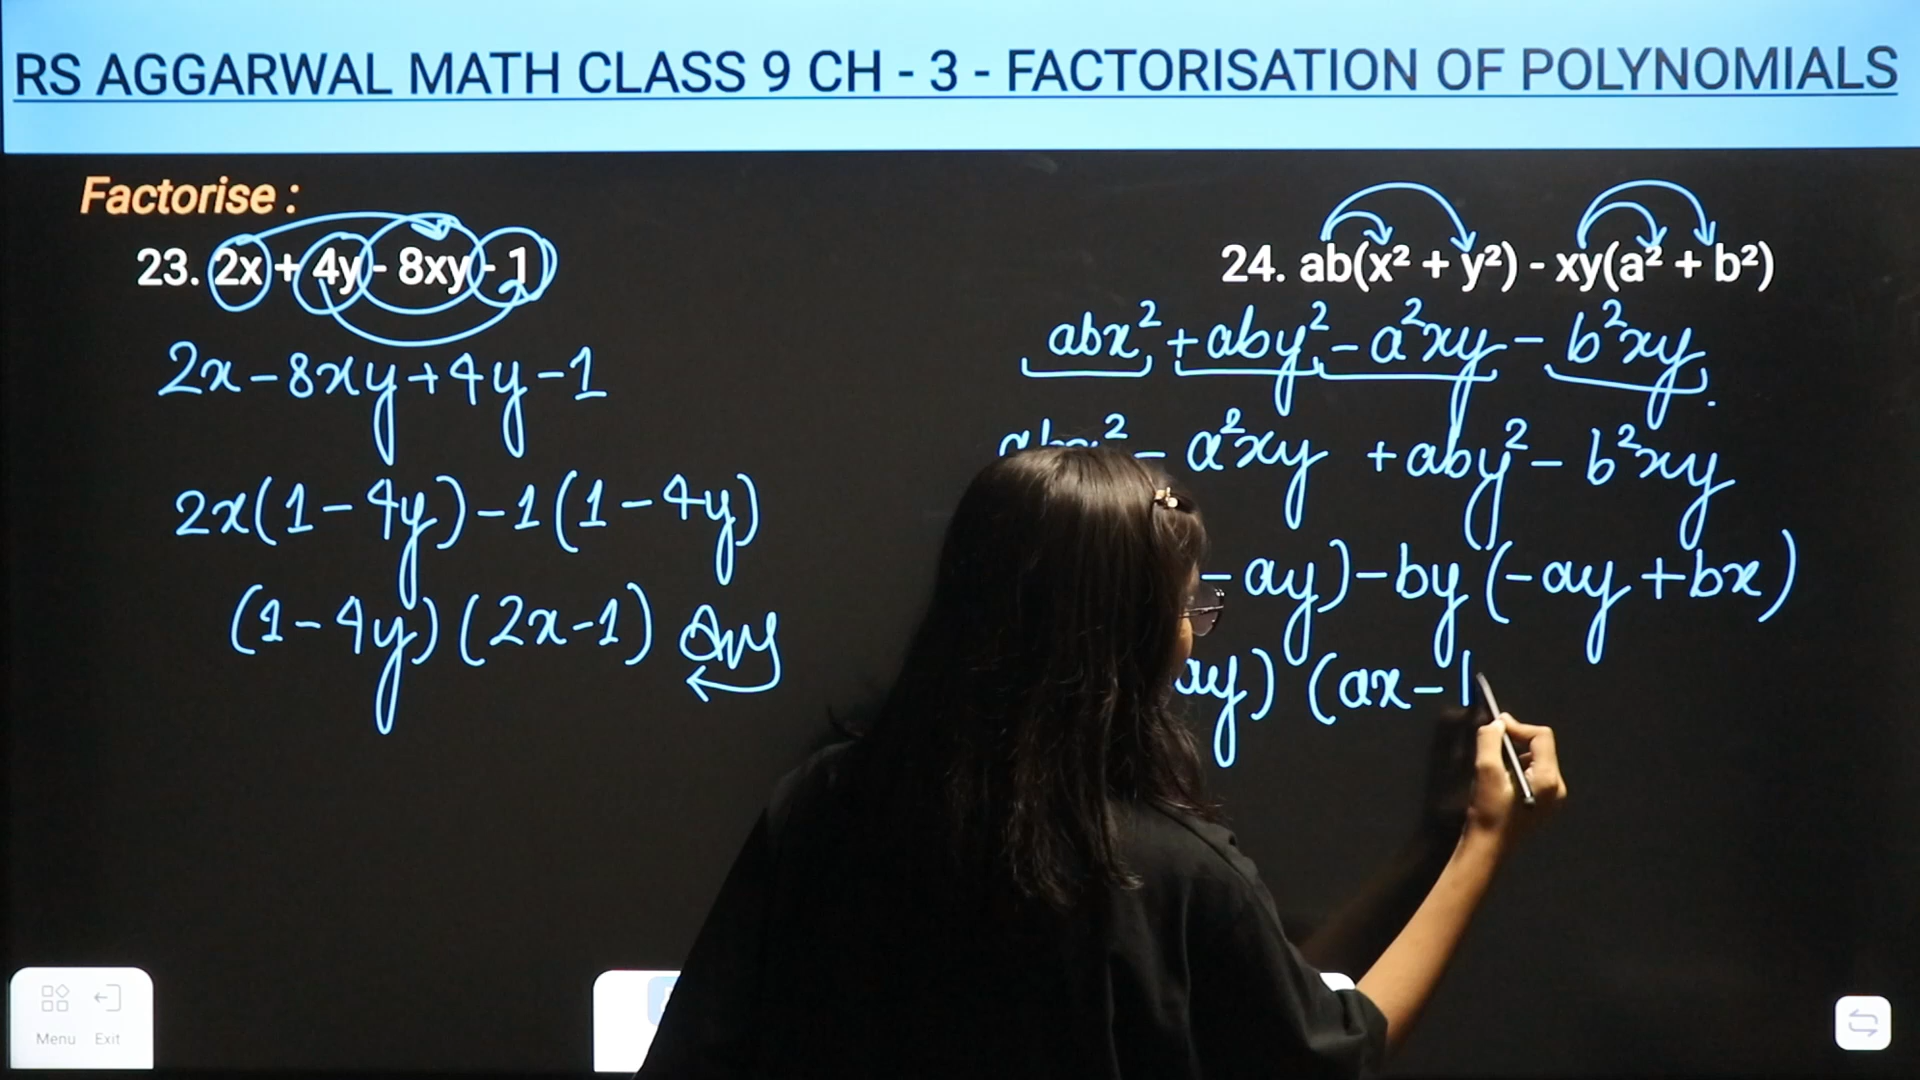 RS AGGARWAL MATH CLASS 9 CH - 3 - FACTORISATION OF POLYNOMIALS
Factorise :
23. 2x + 4y - 8xy - 1
2x - 8xy + 4y - 1
2x(1 - 4y) - 1(1 - 4y)
(1 - 4y) (2x - 1) Ans
24. ab(x² + y²) - xy(a² + b²)
abx² + aby² - a²xy - b²xy
abx² - a²xy + aby² - b²xy
- ay) - by (- ay + bx)
ay) (ax -
Menu Exit